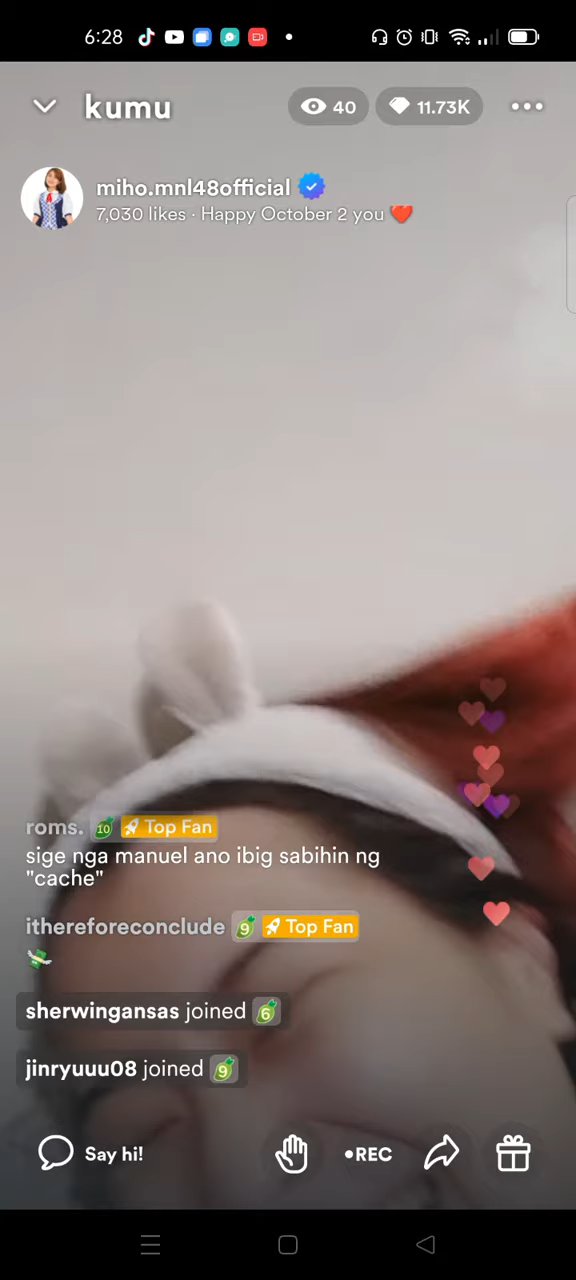 6:28
kumu
40
11.73K
miho.mnl48official
7,030 likes · Happy October 2 you ❤️
roms. 10 Top Fan
sige nga manuel ano ibig sabihin ng
"cache"
ithereforeconclude 9 Top Fan
💸
sherwingansas joined 6
jinryuuu08 joined 9
Say hi!
•REC